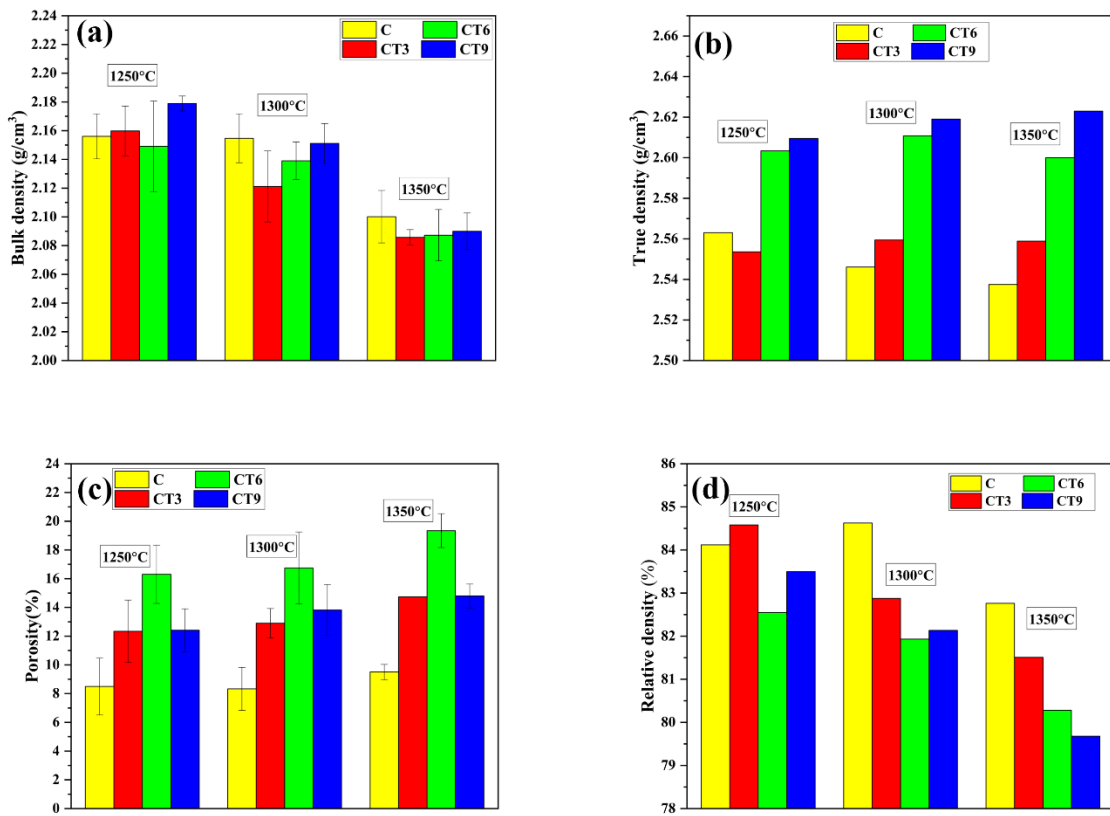 (a)
C
CT6
CT3
CT9
1250°C
1300°C
1350°C
Bulk density (g/cm³)
2.24
2.22
2.20
2.18
2.16
2.14
2.12
2.10
2.08
2.06
2.04
2.02
2.00
(b)
C
CT6
CT3
CT9
1250°C
1300°C
1350°C
True density (g/cm³)
2.66
2.64
2.62
2.60
2.58
2.56
2.54
2.53
2.52
2.50
(c)
C
CT6
CT3
CT9
1250°C
1300°C
1350°C
Porosity(%)
24
22
20
18
16
14
12
10
8
6
4
2
0
(d)
C
CT6
CT3
CT9
1250°C
1300°C
1350°C
Relative density (%)
86
85
84
84
83
82
81
80
79
78